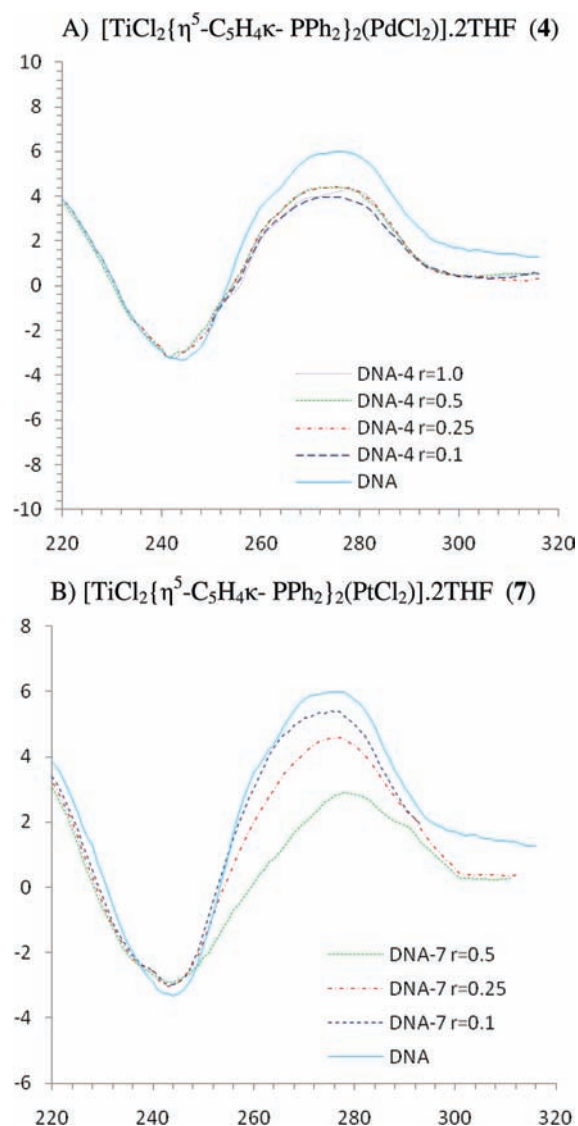 A) [TiCl₂{η⁵-C₅H₄κ- PPh₂}₂(PdCl₂)].2THF (4)
10
8
6
4
2
0
-2
-4
-6
-8
-10
DNA-4 r=1.0
DNA-4 r=0.5
DNA-4 r=0.25
DNA-4 r=0.1
DNA
220 240 260 280 300 320
B) [TiCl₂{η⁵-C₅H₄κ- PPh₂}₂(PtCl₂)].2THF (7)
8
6
4
2
0
-2
-4
-6
DNA-7 r=0.5
DNA-7 r=0.25
DNA-7 r=0.1
DNA
220 240 260 280 300 320